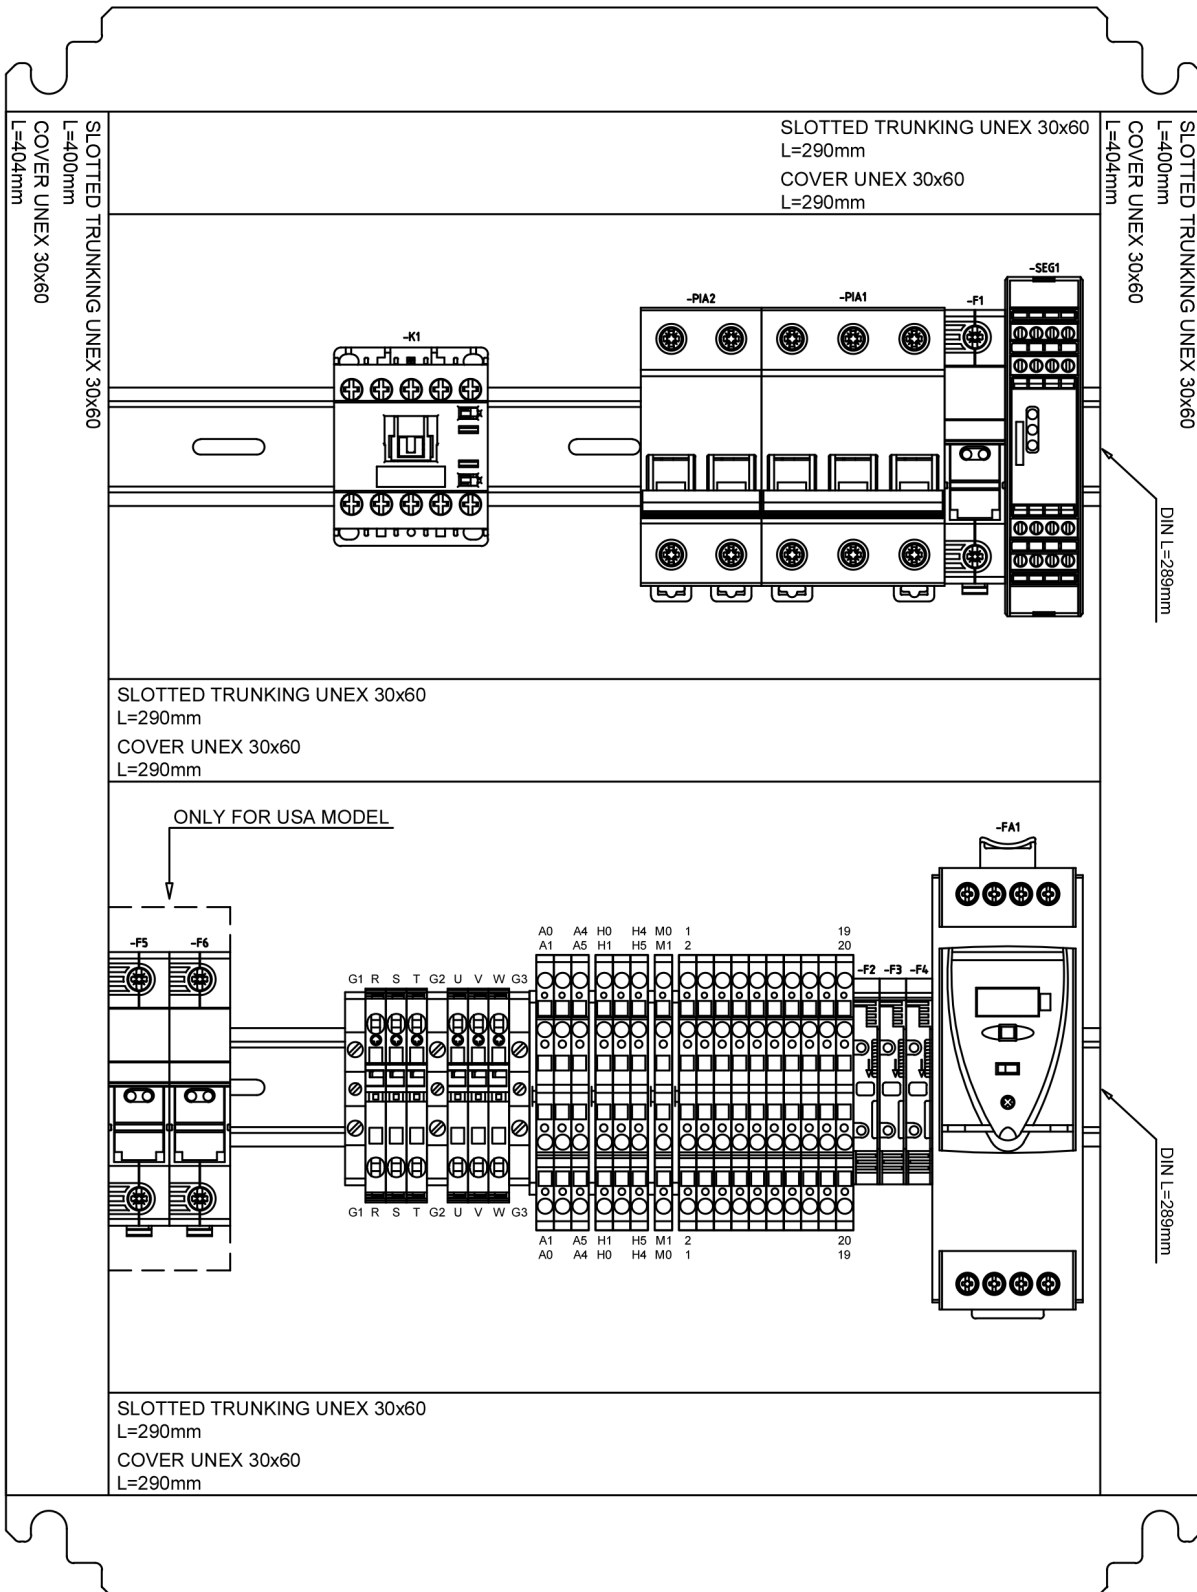 SLOTTED TRUNKING UNEX 30x60
L=400mm
COVER UNEX 30x60
L=404mm
SLOTTED TRUNKING UNEX 30x60
L=290mm
COVER UNEX 30x60
L=290mm
SLOTTED TRUNKING UNEX 30x60
L=400mm
COVER UNEX 30x60
L=404mm
-SEG1
-PIA2 -PIA1 -F1
-K1
DIN L=289mm
SLOTTED TRUNKING UNEX 30x60
L=290mm
COVER UNEX 30x60
L=290mm
ONLY FOR USA MODEL
-FA1
-F5 -F6
A0 A4 H0 H4 M0 1 19
A1 A5 H1 H5 M1 2 20
-F2 -F3 -F4
G1 R S T G2 U V W G3
G1 R S T G2 U V W G3
A1 A5 H1 H5 M1 2 20
A0 A4 H0 H4 M0 1 19
DIN L=289mm
SLOTTED TRUNKING UNEX 30x60
L=290mm
COVER UNEX 30x60
L=290mm